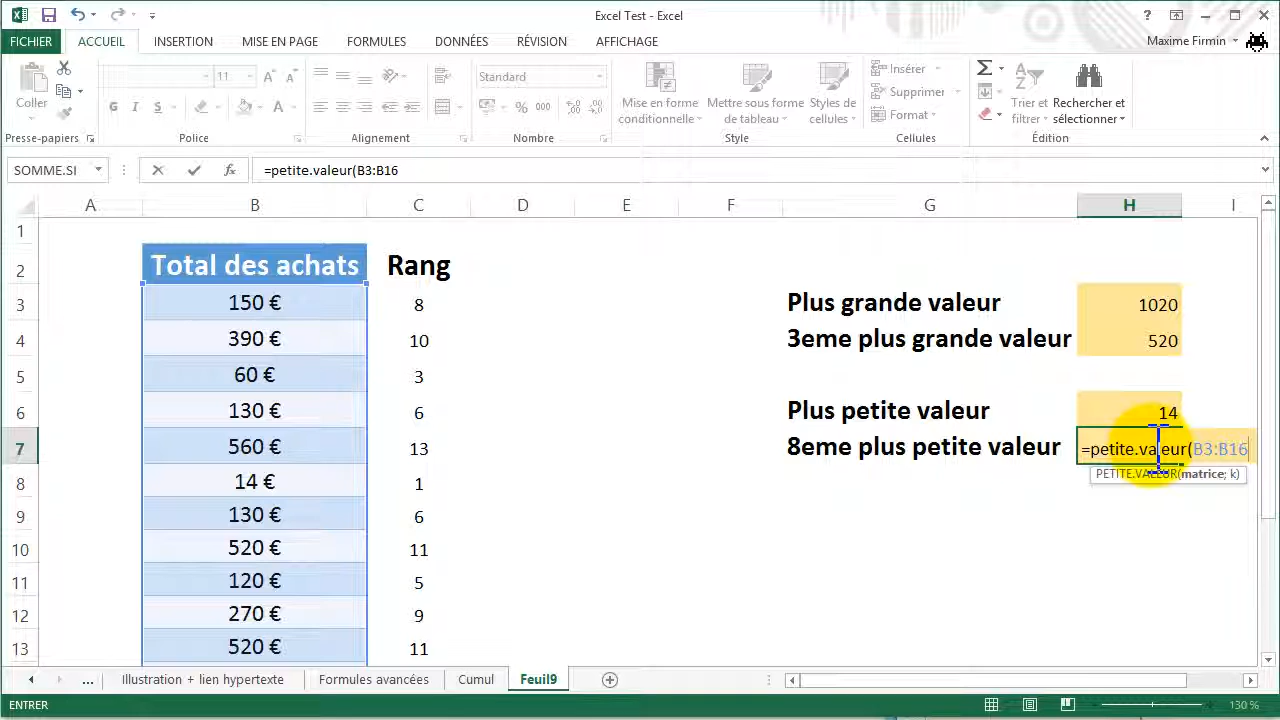 Excel Test - Excel
FICHIER ACCUEIL INSERTION MISE EN PAGE FORMULES DONNÉES RÉVISION AFFICHAGE Maxime Firmin
Coller
G I S
11
A A
Standard
% 000
Mise en forme conditionnelle
Mettre sous forme de tableau
Styles de cellules
Insérer
Supprimer
Format
Trier et filtrer
Rechercher et sélectionner
Presse-papiers Police Alignement Nombre Style Cellules Édition
SOMME.SI fx =petite.valeur(B3:B16
A B C D E F G H I
1
2 Total des achats Rang
3 150 € 8 Plus grande valeur 1020
4 390 € 10 3eme plus grande valeur 520
5 60 € 3
6 130 € 6 Plus petite valeur 14
7 560 € 13 8eme plus petite valeur =petite.valeur(B3:B16
PETITE.VALEUR(matrice; k)
8 14 € 1
9 130 € 6
10 520 € 11
11 120 € 5
12 270 € 9
13 520 € 11
... Illustration + lien hypertexte Formules avancées Cumul Feuil9
ENTRER 130 %